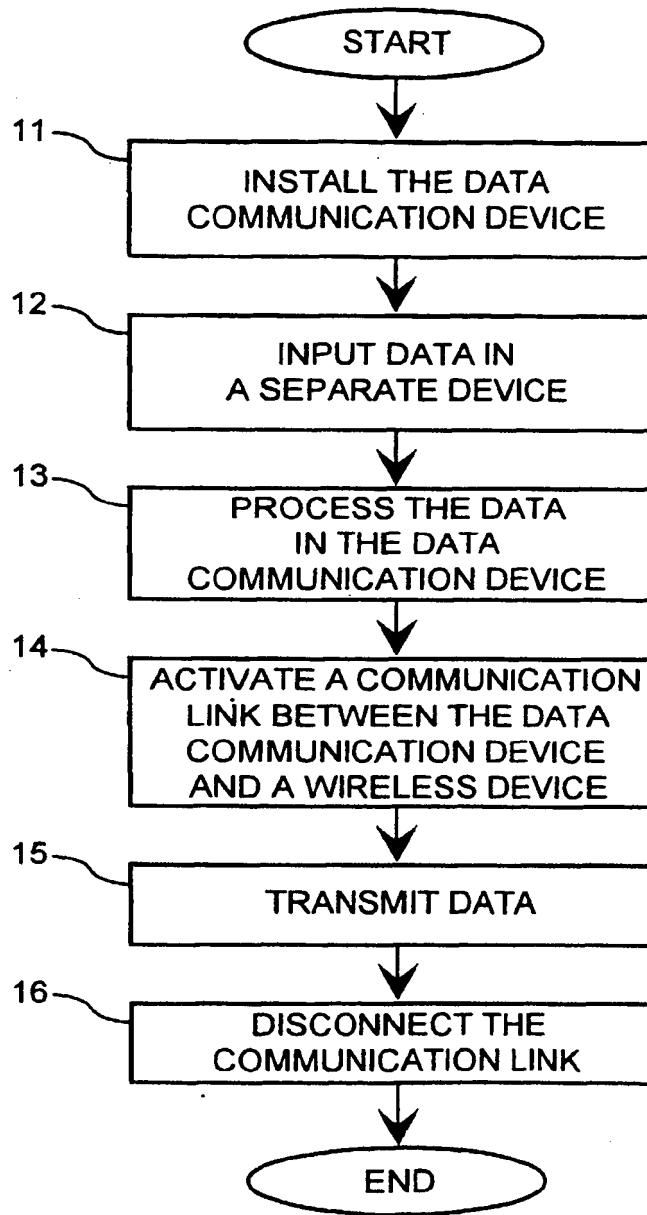 START
11
INSTALL THE DATA
COMMUNICATION DEVICE
12
INPUT DATA IN
A SEPARATE DEVICE
13
PROCESS THE DATA
IN THE DATA
COMMUNICATION DEVICE
14
ACTIVATE A COMMUNICATION
LINK BETWEEN THE DATA
COMMUNICATION DEVICE
AND A WIRELESS DEVICE
15
TRANSMIT DATA
16
DISCONNECT THE
COMMUNICATION LINK
END